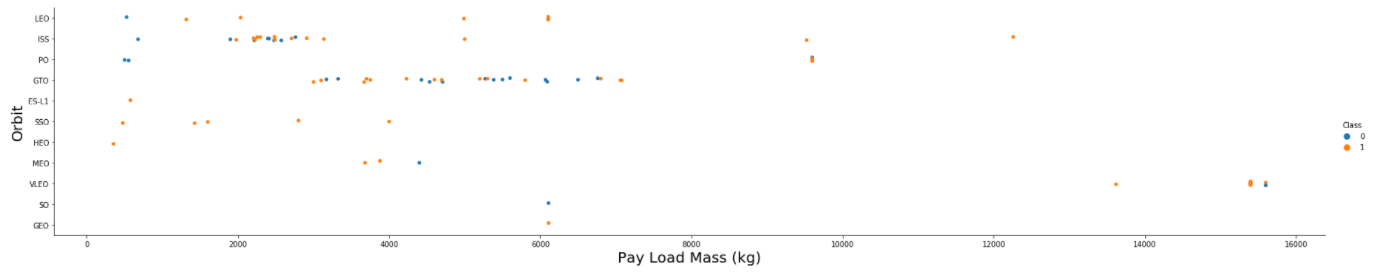 LEO
ISS
PO
GTO
ES-L1
SSO
HEO
MEO
VLEO
SO
GEO
Orbit
0 2000 4000 6000 8000 10000 12000 14000 16000
Pay Load Mass (kg)
Class
0
1